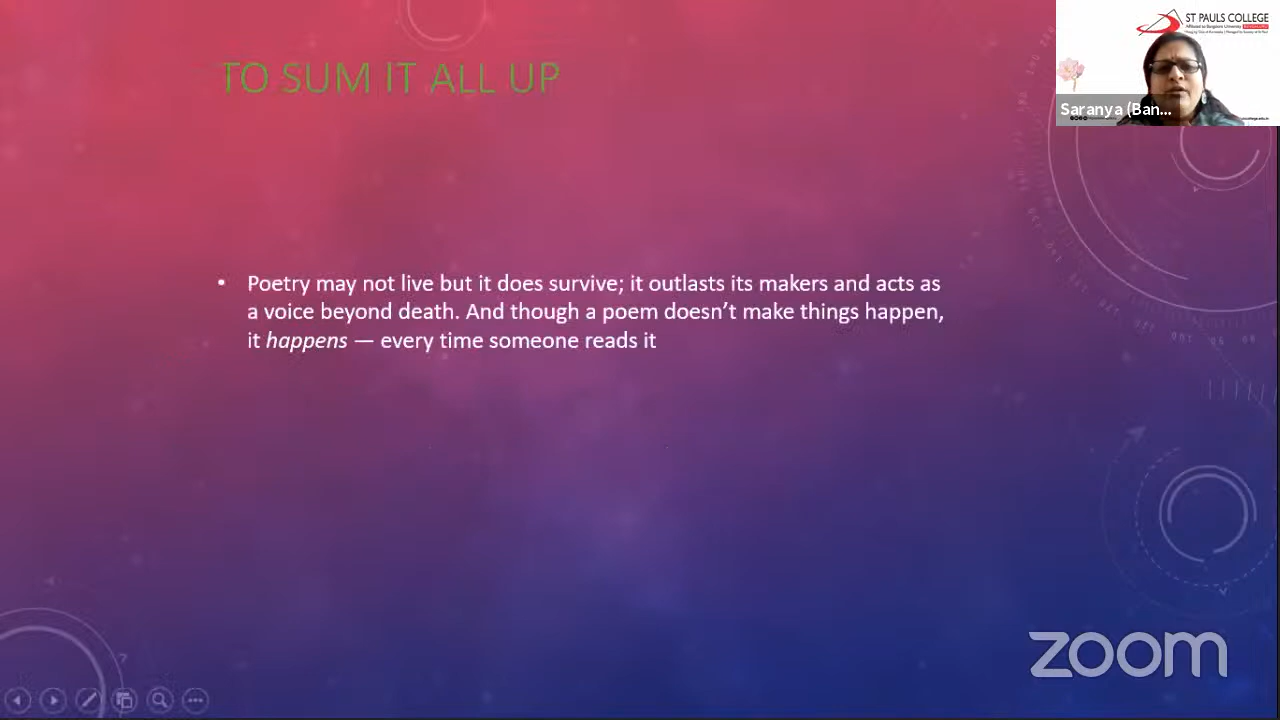 TO SUM IT ALL UP
• Poetry may not live but it does survive; it outlasts its makers and acts as
a voice beyond death. And though a poem doesn’t make things happen,
it happens — every time someone reads it
ST PAULS COLLEGE
Saranya (Ban...
zoom